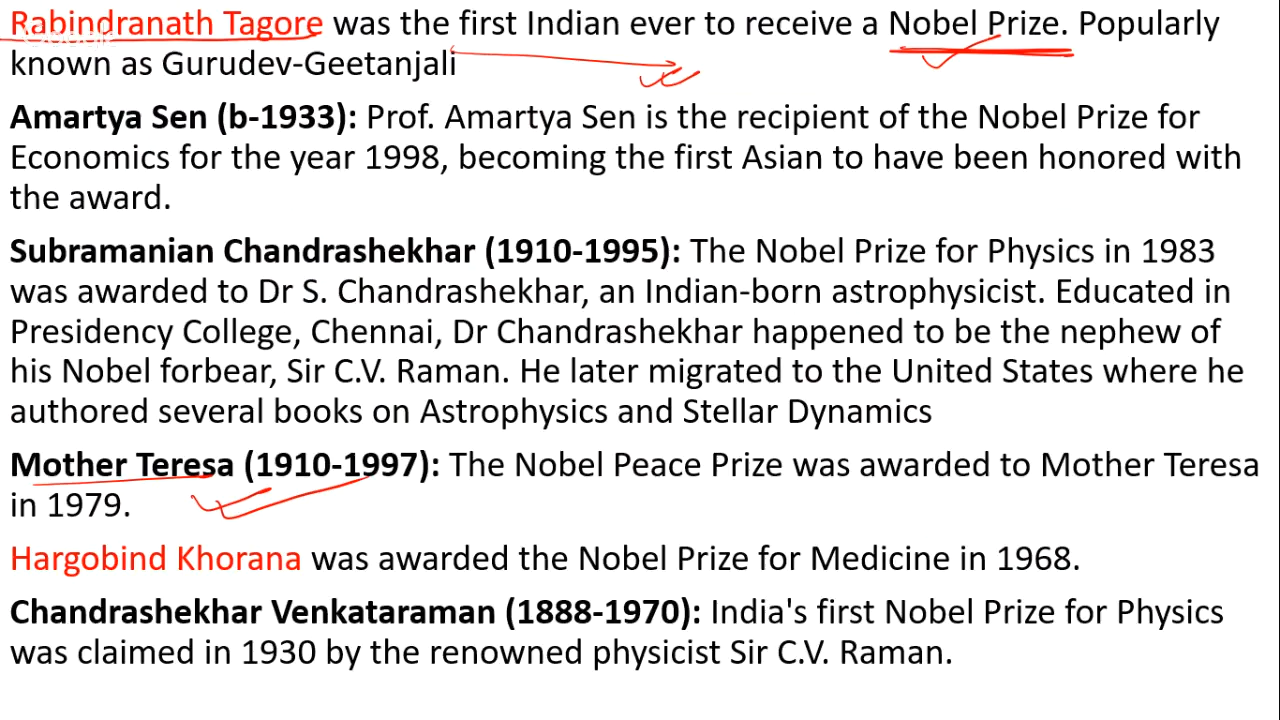 Rabindranath Tagore was the first Indian ever to receive a Nobel Prize. Popularly
known as Gurudev-Geetanjali
Amartya Sen (b-1933): Prof. Amartya Sen is the recipient of the Nobel Prize for
Economics for the year 1998, becoming the first Asian to have been honored with
the award.
Subramanian Chandrashekhar (1910-1995): The Nobel Prize for Physics in 1983
was awarded to Dr S. Chandrashekhar, an Indian-born astrophysicist. Educated in
Presidency College, Chennai, Dr Chandrashekhar happened to be the nephew of
his Nobel forbear, Sir C.V. Raman. He later migrated to the United States where he
authored several books on Astrophysics and Stellar Dynamics
Mother Teresa (1910-1997): The Nobel Peace Prize was awarded to Mother Teresa
in 1979.
Hargobind Khorana was awarded the Nobel Prize for Medicine in 1968.
Chandrashekhar Venkataraman (1888-1970): India's first Nobel Prize for Physics
was claimed in 1930 by the renowned physicist Sir C.V. Raman.